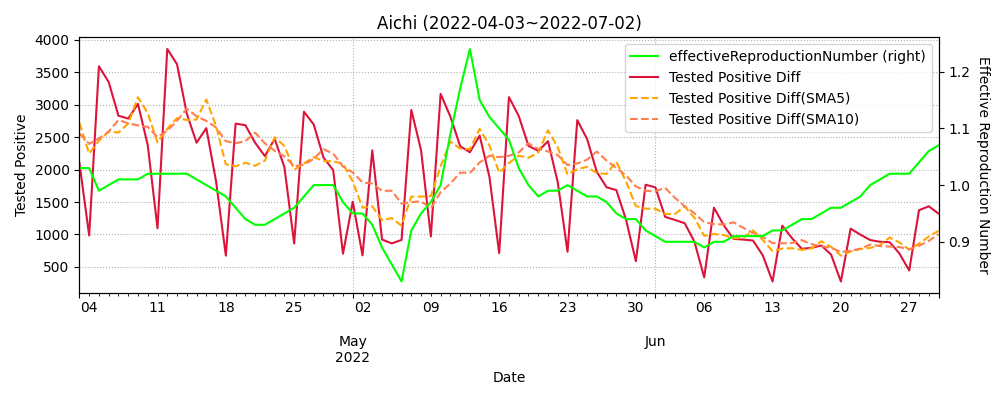 Aichi (2022-04-03~2022-07-02)
effectiveReproductionNumber (right)
Tested Positive Diff
Tested Positive Diff(SMA5)
Tested Positive Diff(SMA10)
Tested Positive
4000
3500
3000
2500
2000
1500
1000
500
1.2
1.1
1.0
0.9
Effective Reproduction Number
04 11 18 25 02 09 16 23 30 06 13 20 27
May Jun
2022
Date